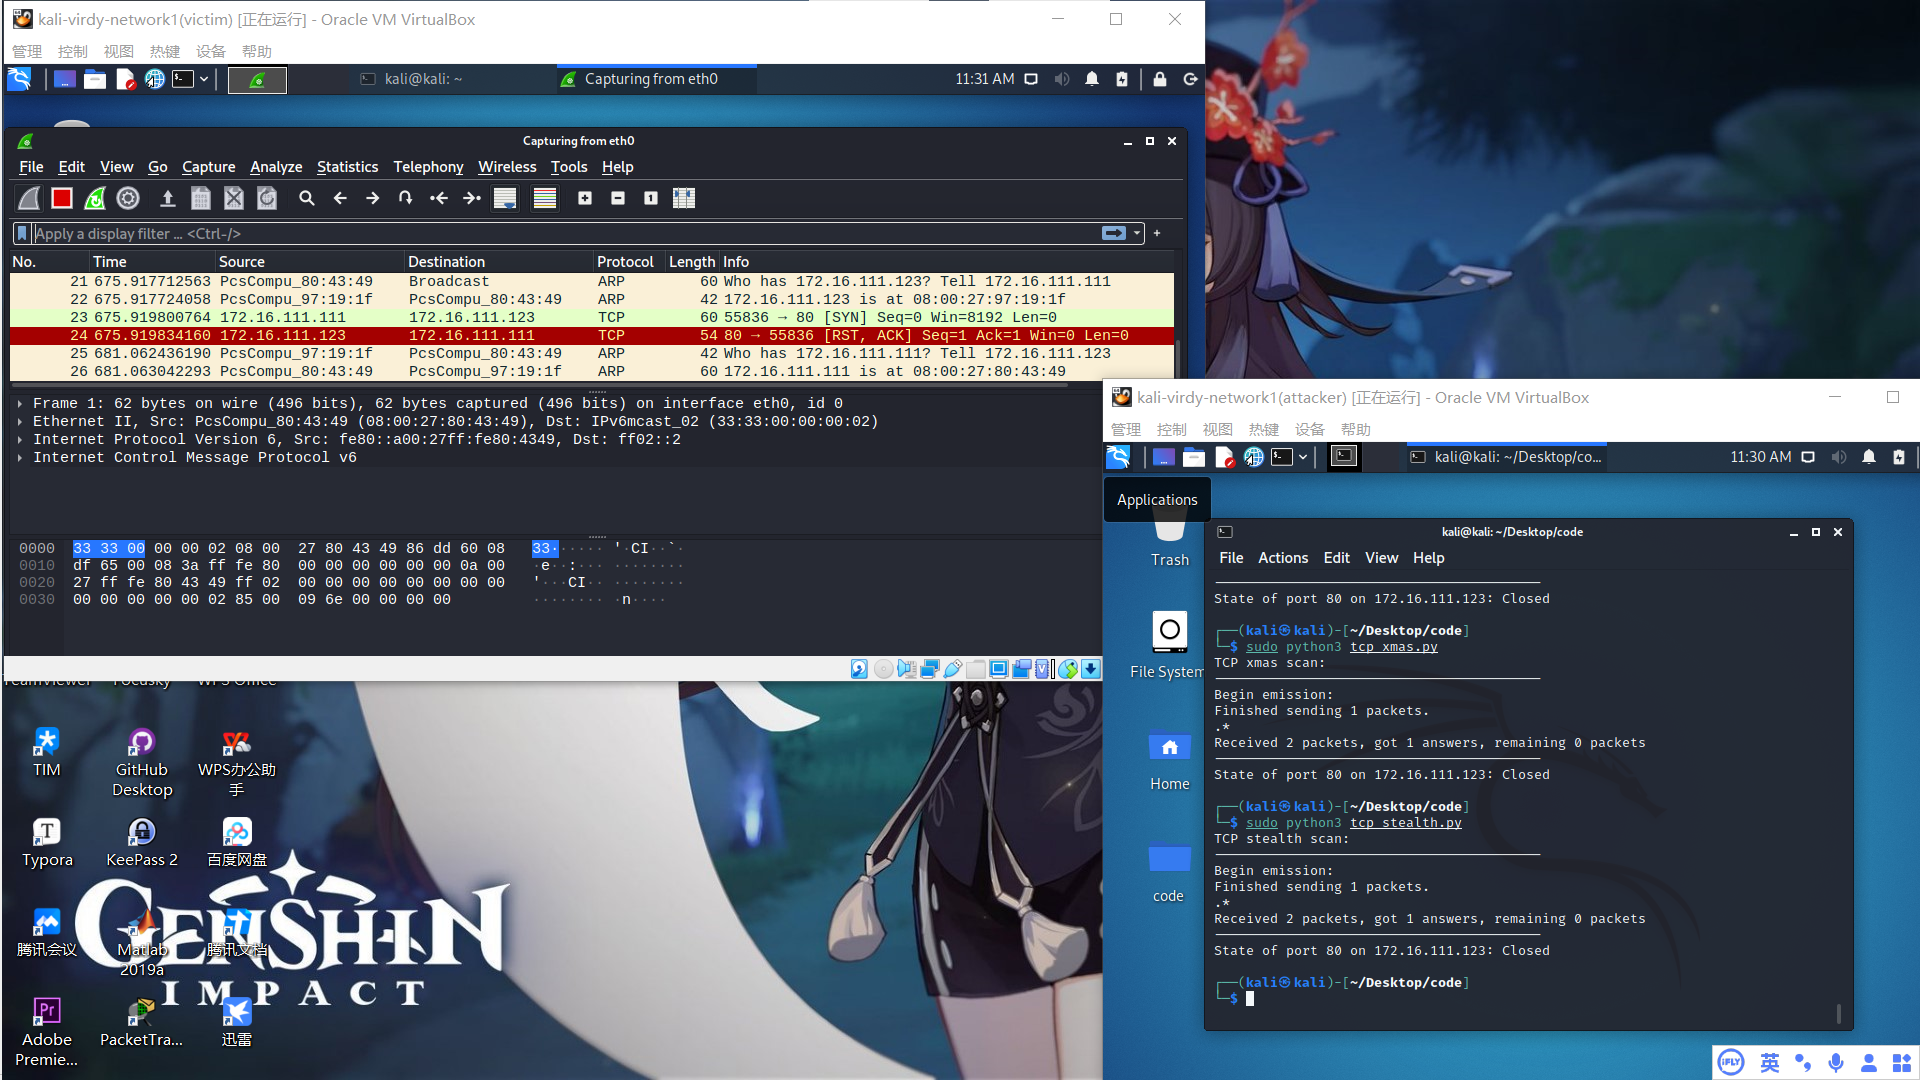 kali-virdy-network1(victim) [正在运行] - Oracle VM VirtualBox
管理 控制 视图 热键 设备 帮助
kali@kali: ~
Capturing from eth0
11:31 AM
Capturing from eth0
File Edit View Go Capture Analyze Statistics Telephony Wireless Tools Help
Apply a display filter ... <Ctrl-/>
No. Time Source Destination Protocol Length Info
21 675.917712563 PcsCompu_80:43:49 Broadcast ARP 60 Who has 172.16.111.123? Tell 172.16.111.111
22 675.917724058 PcsCompu_97:19:1f PcsCompu_80:43:49 ARP 42 172.16.111.123 is at 08:00:27:97:19:1f
23 675.919800764 172.16.111.111 172.16.111.123 TCP 60 55836 → 80 [SYN] Seq=0 Win=8192 Len=0
24 675.919834160 172.16.111.123 172.16.111.111 TCP 54 80 → 55836 [RST, ACK] Seq=1 Ack=1 Win=0 Len=0
25 681.062436190 PcsCompu_97:19:1f PcsCompu_80:43:49 ARP 42 Who has 172.16.111.111? Tell 172.16.111.123
26 681.063042293 PcsCompu_80:43:49 PcsCompu_97:19:1f ARP 60 172.16.111.111 is at 08:00:27:80:43:49
Frame 1: 62 bytes on wire (496 bits), 62 bytes captured (496 bits) on interface eth0, id 0
Ethernet II, Src: PcsCompu_80:43:49 (08:00:27:80:43:49), Dst: IPv6mcast_02 (33:33:00:00:00:02)
Internet Protocol Version 6, Src: fe80::a00:27ff:fe80:4349, Dst: ff02::2
Internet Control Message Protocol v6
0000 33 33 00 00 00 02 08 00 27 80 43 49 86 dd 60 08 33······ '·CI··`·
0010 df 65 00 08 3a ff fe 80 00 00 00 00 00 00 0a 00 ·e··:··· ········
0020 27 ff fe 80 43 49 ff 02 00 00 00 00 00 00 00 00 '···CI·· ········
0030 00 00 00 00 00 02 85 00 09 6e 00 00 00 00 ········ ·n····
TeamViewer Focusky WPS Office
TIM
GitHub Desktop
WPS办公助手
Typora
KeePass 2
百度网盘
腾讯会议
Matlab 2019a
腾讯文档
Adobe Premie...
PacketTra...
迅雷
GENSHIN
IMPACT
kali-virdy-network1(attacker) [正在运行] - Oracle VM VirtualBox
管理 控制 视图 热键 设备 帮助
kali@kali: ~/Desktop/co...
11:30 AM
Applications
Trash
File System
Home
code
kali@kali: ~/Desktop/code
File Actions Edit View Help
State of port 80 on 172.16.111.123: Closed
┌──(kali㉿kali)-[~/Desktop/code]
└─$ sudo python3 tcp_xmas.py
TCP xmas scan:
Begin emission:
Finished sending 1 packets.
.*
Received 2 packets, got 1 answers, remaining 0 packets
State of port 80 on 172.16.111.123: Closed
┌──(kali㉿kali)-[~/Desktop/code]
└─$ sudo python3 tcp_stealth.py
TCP stealth scan:
Begin emission:
Finished sending 1 packets.
.*
Received 2 packets, got 1 answers, remaining 0 packets
State of port 80 on 172.16.111.123: Closed
┌──(kali㉿kali)-[~/Desktop/code]
└─$
iFLY 英